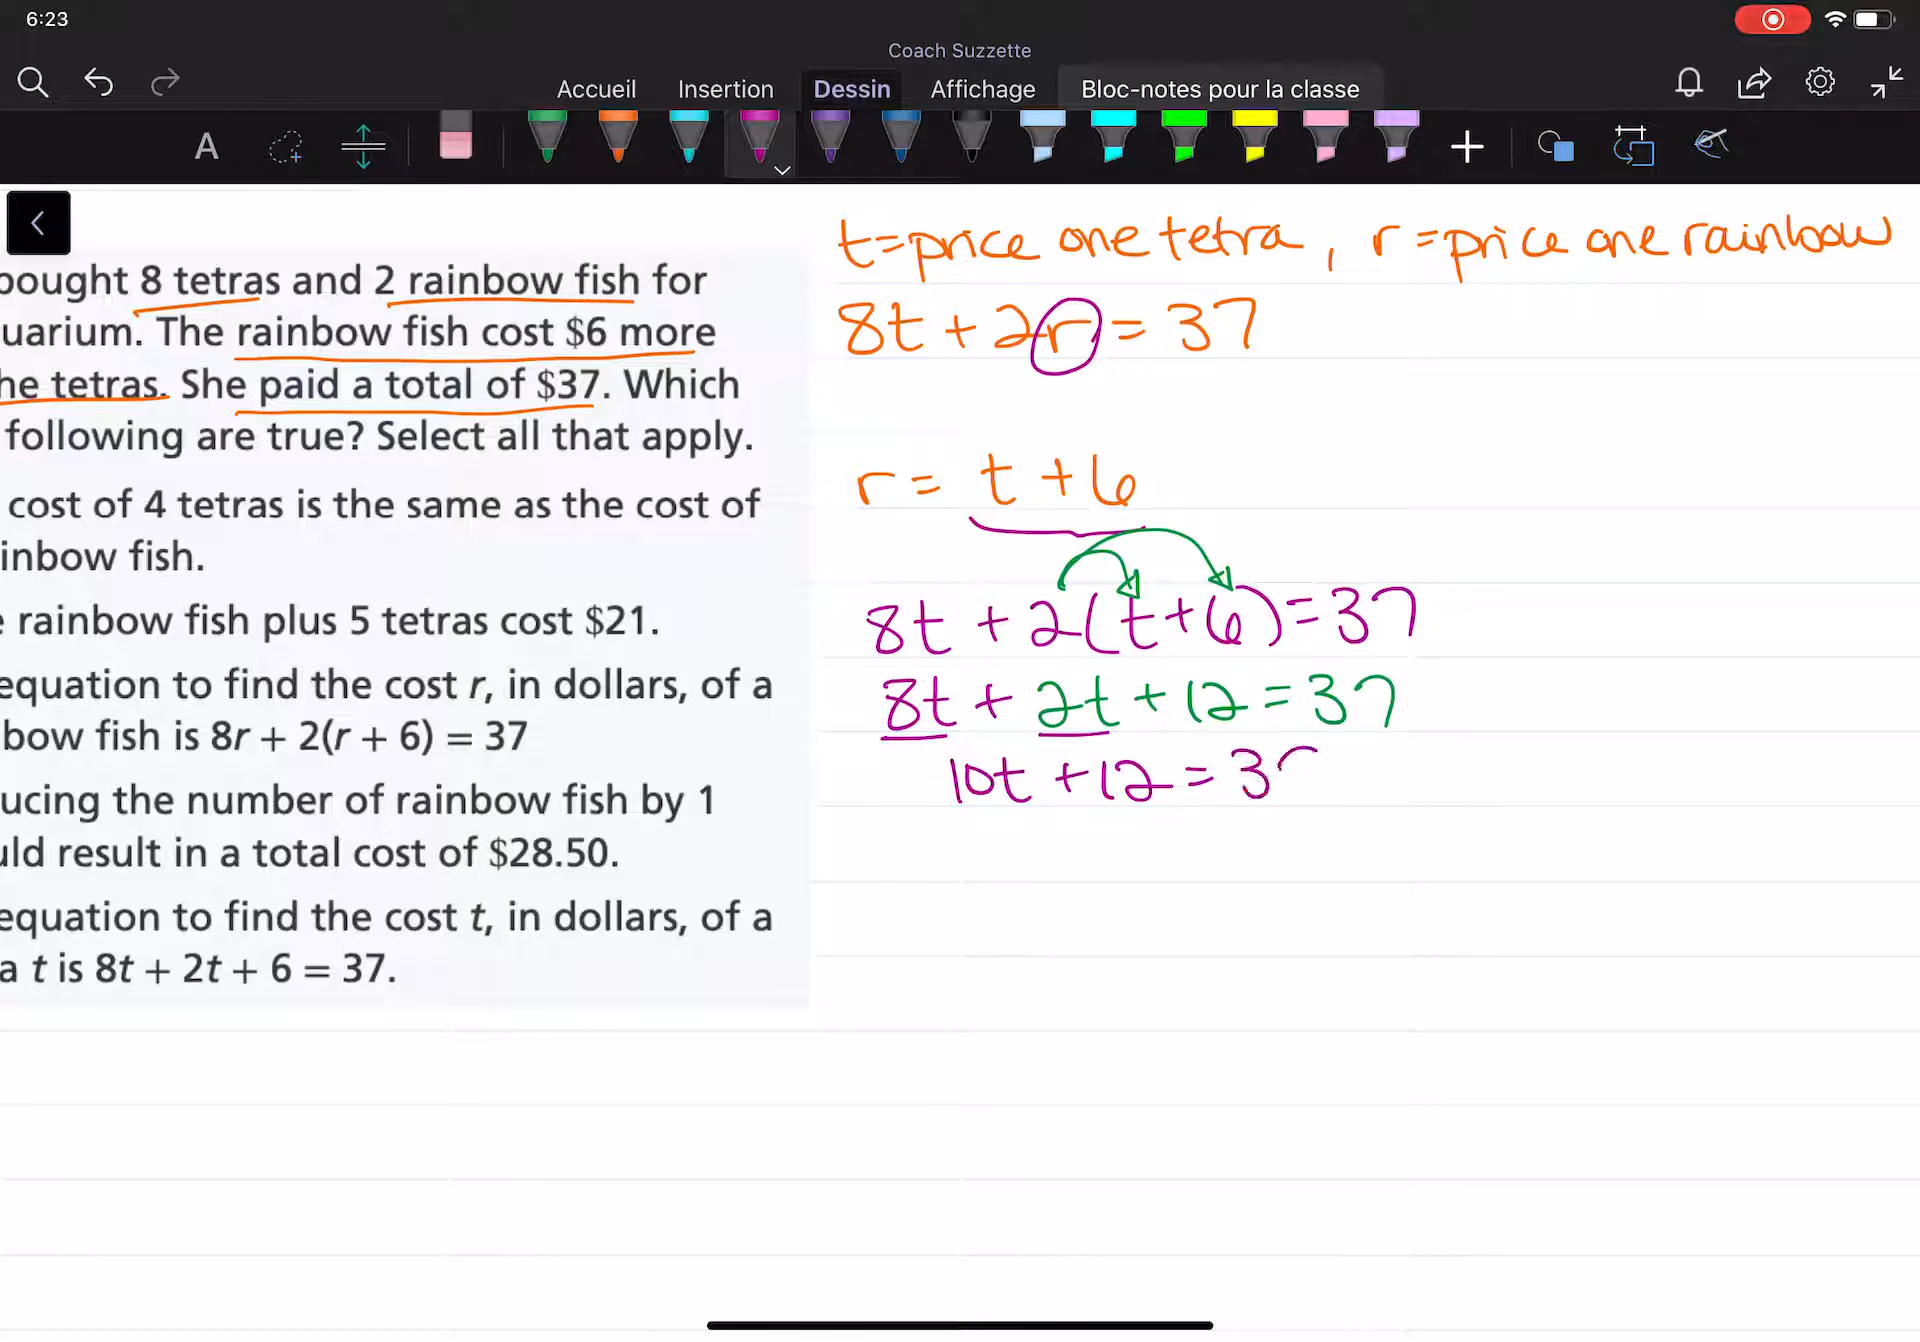 6:23
Coach Suzzette
Accueil Insertion Dessin Affichage Bloc-notes pour la classe
A
bought 8 tetras and 2 rainbow fish for
uarium. The rainbow fish cost $6 more
he tetras. She paid a total of $37. Which
following are true? Select all that apply.
cost of 4 tetras is the same as the cost of
inbow fish.
e rainbow fish plus 5 tetras cost $21.
equation to find the cost r, in dollars, of a
bow fish is 8r + 2(r + 6) = 37
ucing the number of rainbow fish by 1
uld result in a total cost of $28.50.
equation to find the cost t, in dollars, of a
a t is 8t + 2t + 6 = 37.
t=price one tetra, r=price one rainbow
8t + 2r = 37
r = t + 6
8t + 2(t+6)=37
8t + 2t + 12 = 37
10t + 12 = 3